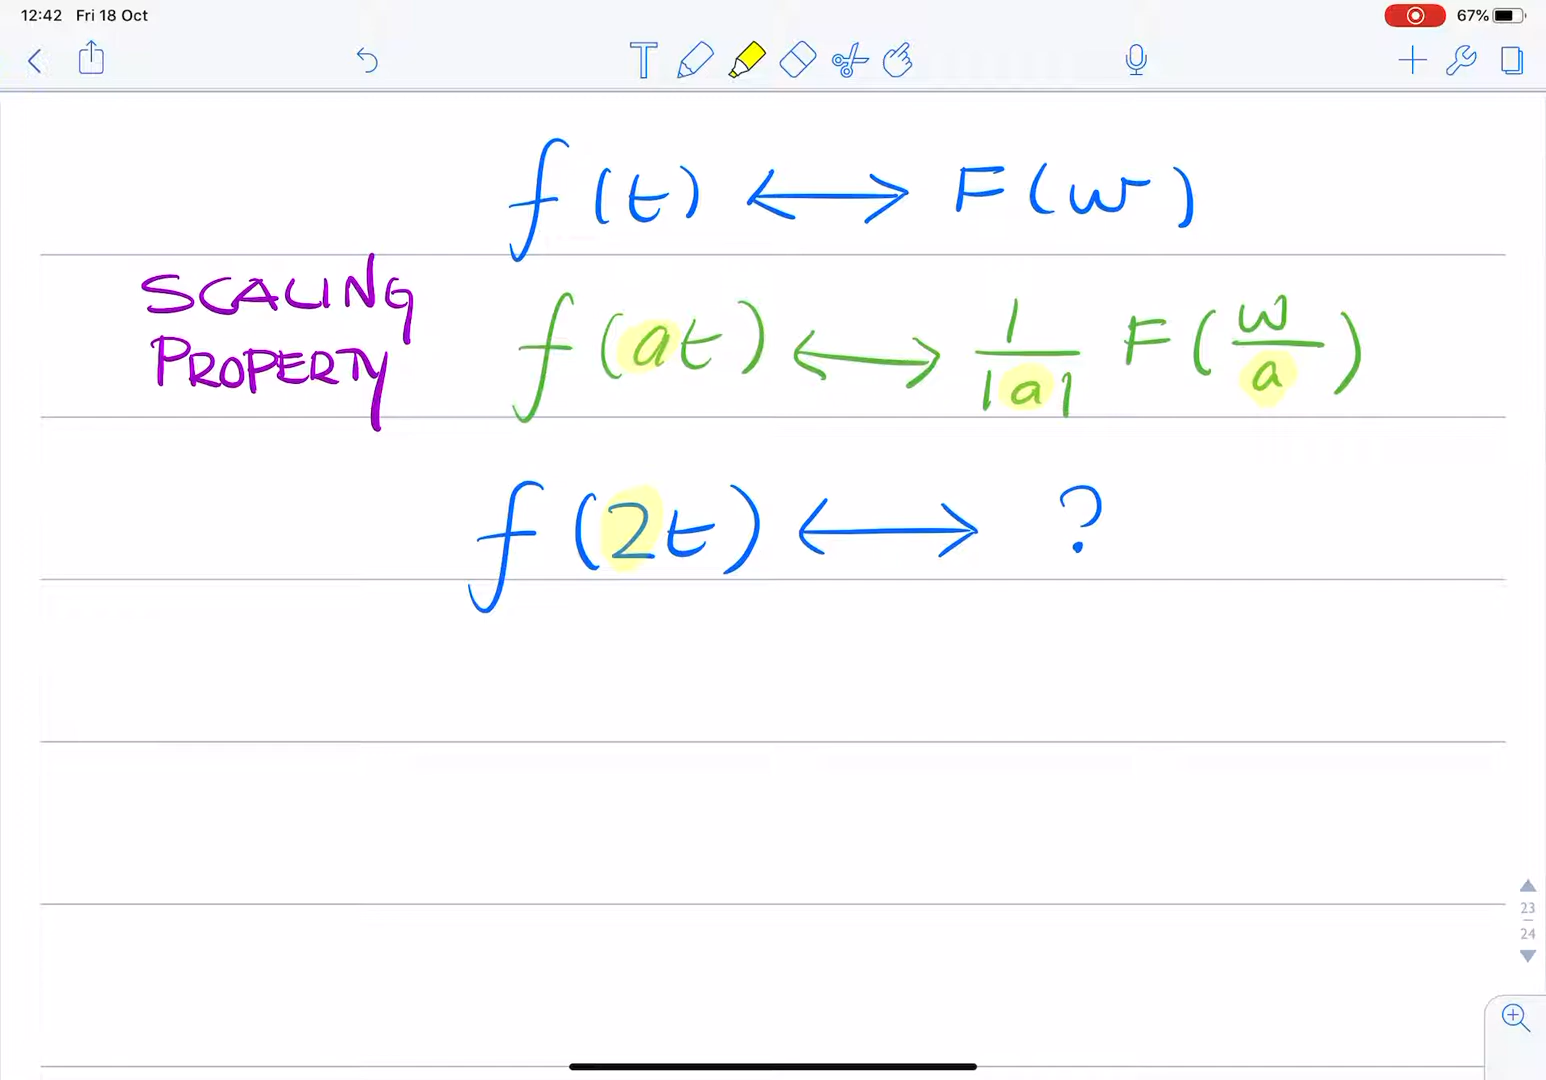 12:42 Fri 18 Oct 67%
T
f(t) ⟷ F(w)
SCALING
PROPERTY
f(at) ⟷ 1/|a| F(w/a)
f(2t) ⟷ ?
23
24